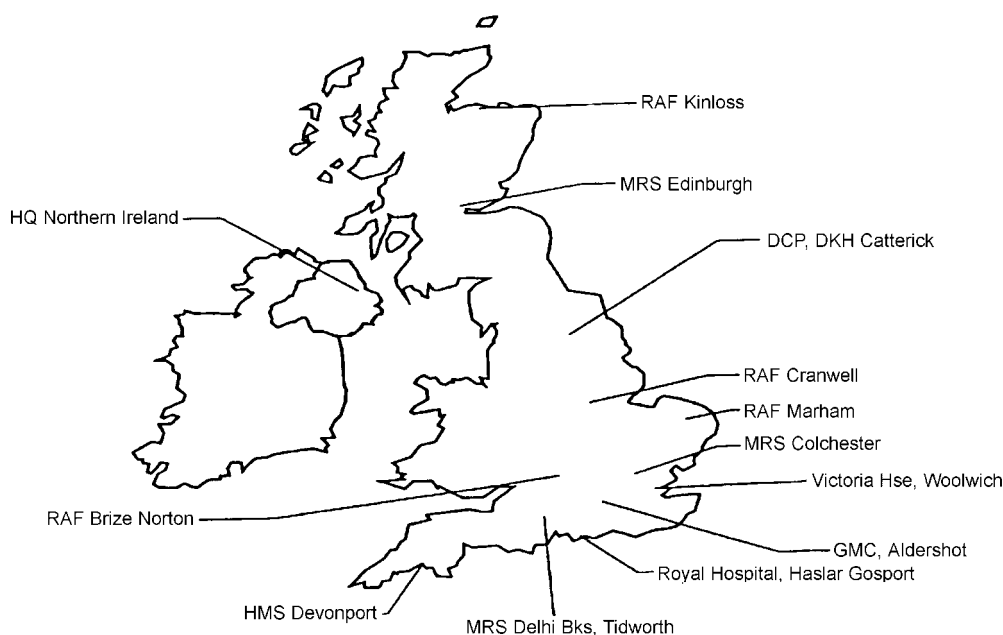 RAF Kinloss
MRS Edinburgh
HQ Northern Ireland
DCP, DKH Catterick
RAF Cranwell
RAF Marham
MRS Colchester
Victoria Hse, Woolwich
RAF Brize Norton
GMC, Aldershot
Royal Hospital, Haslar Gosport
HMS Devonport
MRS Delhi Bks, Tidworth